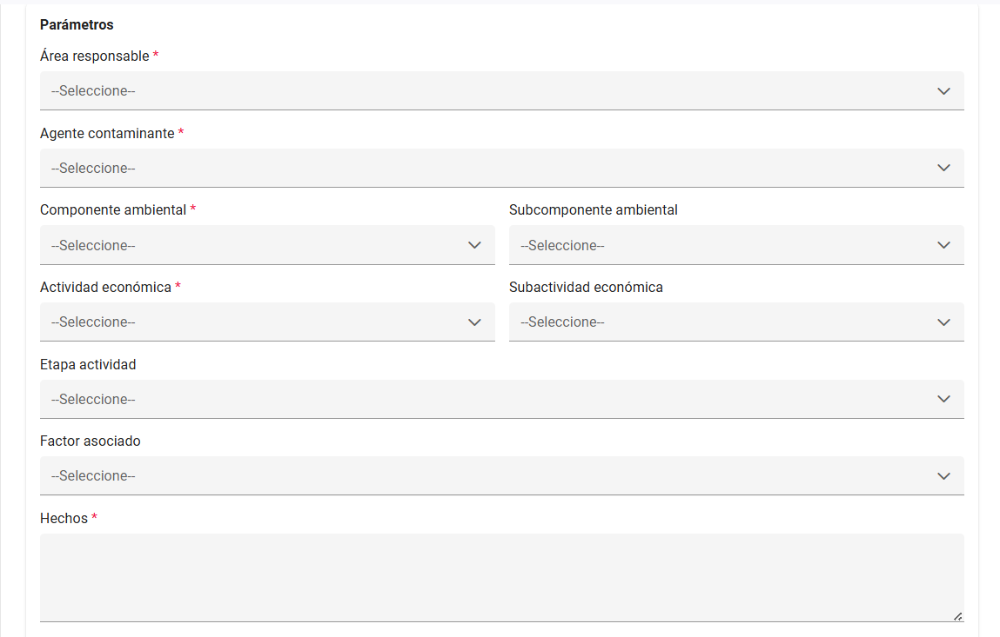 Parámetros
Área responsable *
--Seleccione--
Agente contaminante *
--Seleccione--
Componente ambiental * Subcomponente ambiental
--Seleccione-- --Seleccione--
Actividad económica * Subactividad económica
--Seleccione-- --Seleccione--
Etapa actividad
--Seleccione--
Factor asociado
--Seleccione--
Hechos *